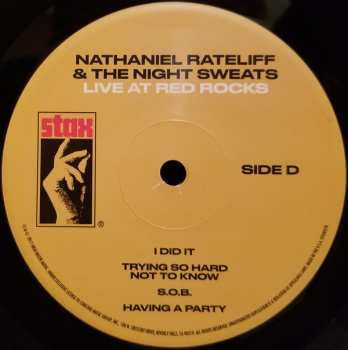 NATHANIEL RATELIFF
& THE NIGHT SWEATS
LIVE AT RED ROCKS
stax
®
SIDE D
I DID IT
TRYING SO HARD
NOT TO KNOW
S.O.B.
HAVING A PARTY